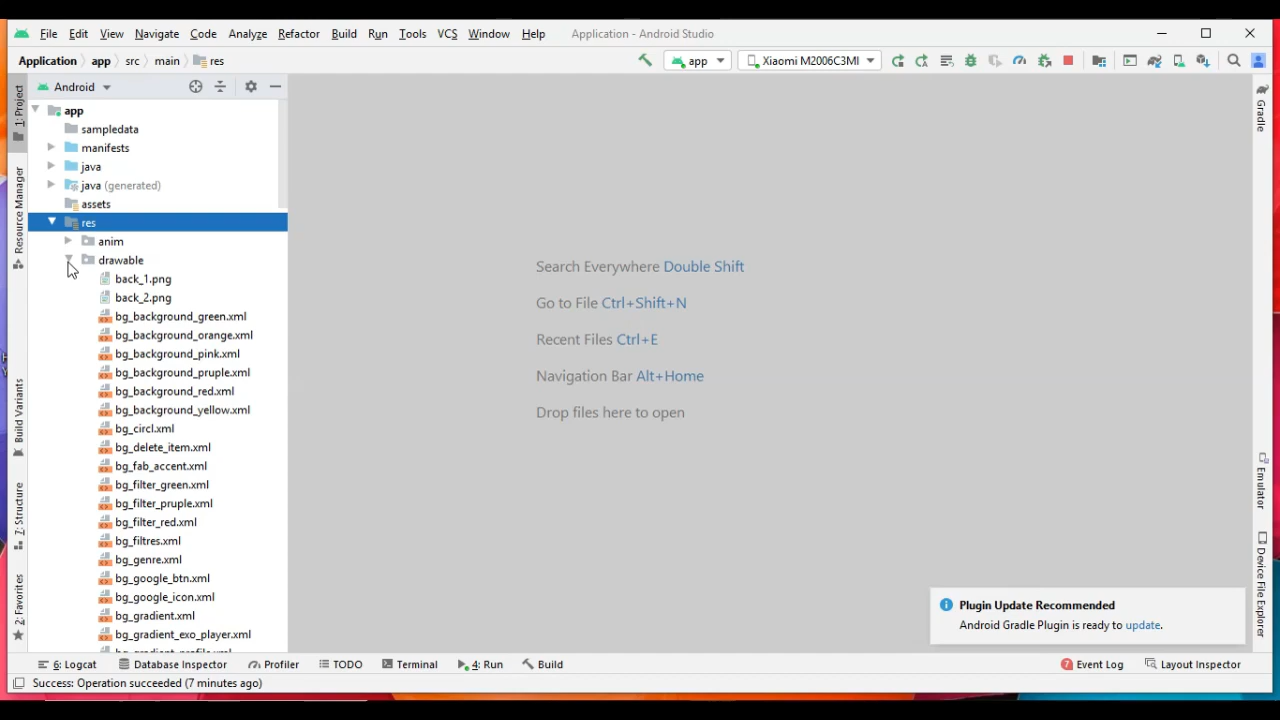 File Edit View Navigate Code Analyze Refactor Build Run Tools VCS Window Help Application - Android Studio
Application app src main res app Xiaomi M2006C3MI
1: Project
Resource Manager
Build Variants
7: Structure
2: Favorites
Android
app
sampledata
manifests
java
java (generated)
assets
res
anim
drawable
back_1.png
back_2.png
bg_background_green.xml
bg_background_orange.xml
bg_background_pink.xml
bg_background_pruple.xml
bg_background_red.xml
bg_background_yellow.xml
bg_circl.xml
bg_delete_item.xml
bg_fab_accent.xml
bg_filter_green.xml
bg_filter_pruple.xml
bg_filter_red.xml
bg_filtres.xml
bg_genre.xml
bg_google_btn.xml
bg_google_icon.xml
bg_gradient.xml
bg_gradient_exo_player.xml
Search Everywhere Double Shift
Go to File Ctrl+Shift+N
Recent Files Ctrl+E
Navigation Bar Alt+Home
Drop files here to open
Gradle
Emulator
Device File Explorer
Plugin Update Recommended
Android Gradle Plugin is ready to update.
6: Logcat Database Inspector Profiler TODO Terminal 4: Run Build Event Log Layout Inspector
Success: Operation succeeded (7 minutes ago)